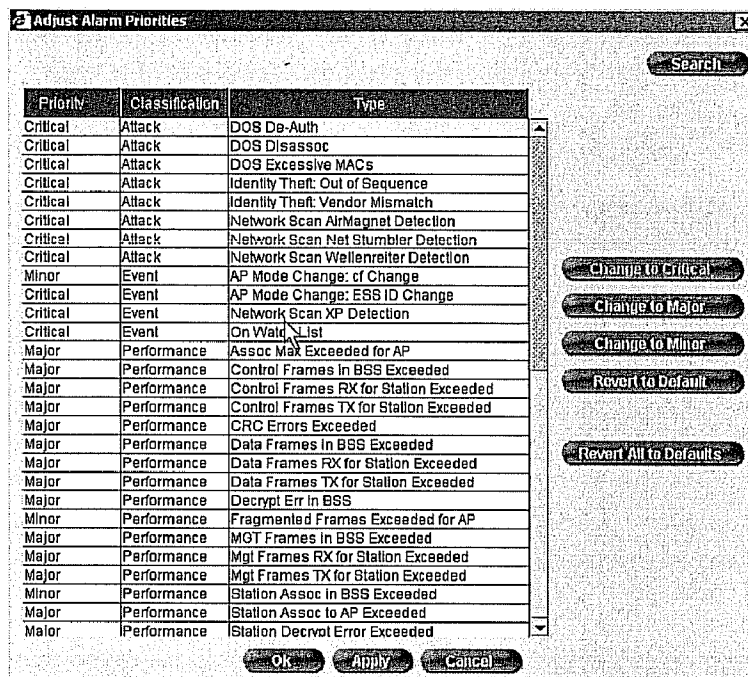 Adjust Alarm Priorities
Search
Priority Classification Type
Critical Attack DOS De-Auth
Critical Attack DOS Disassoc
Critical Attack DOS Excessive MACs
Critical Attack Identity Theft: Out of Sequence
Critical Attack Identity Theft: Vendor Mismatch
Critical Attack Network Scan AirMagnet Detection
Critical Attack Network Scan Net Stumbler Detection
Critical Attack Network Scan Wellenreiter Detection
Minor Event AP Mode Change: cf Change
Critical Event AP Mode Change: ESS ID Change
Critical Event Network Scan XP Detection
Critical Event On Watch List
Major Performance Assoc Max Exceeded for AP
Major Performance Control Frames in BSS Exceeded
Major Performance Control Frames RX for Station Exceeded
Major Performance Control Frames TX for Station Exceeded
Major Performance CRC Errors Exceeded
Major Performance Data Frames in BSS Exceeded
Major Performance Data Frames RX for Station Exceeded
Major Performance Data Frames TX for Station Exceeded
Major Performance Decrypt Err in BSS
Minor Performance Fragmented Frames Exceeded for AP
Major Performance MGT Frames in BSS Exceeded
Major Performance Mgt Frames RX for Station Exceeded
Major Performance Mgt Frames TX for Station Exceeded
Minor Performance Station Assoc in BSS Exceeded
Major Performance Station Assoc to AP Exceeded
Major Performance Station Decrypt Error Exceeded
Change to Critical
Change to Major
Change to Minor
Revert to Default
Revert All to Defaults
Ok Apply Cancel